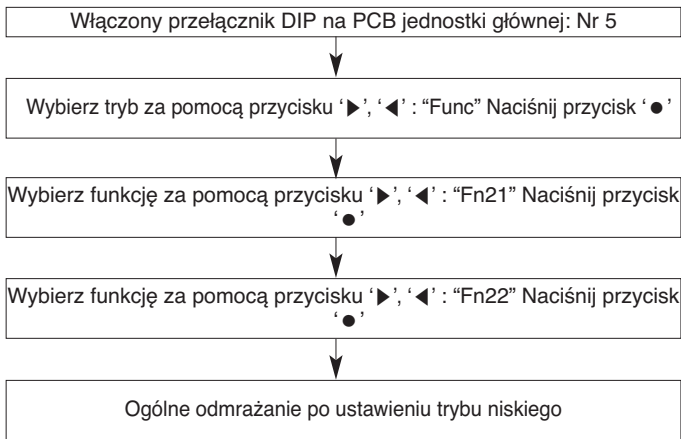 Włączony przełącznik DIP na PCB jednostki głównej: Nr 5
Wybierz tryb za pomocą przycisku ‘▶’, ‘◀’ : “Func” Naciśnij przycisk ‘●’
Wybierz funkcję za pomocą przycisku ‘▶’, ‘◀’ : “Fn21” Naciśnij przycisk
‘●’
Wybierz funkcję za pomocą przycisku ‘▶’, ‘◀’ : “Fn22” Naciśnij przycisk
‘●’
Ogólne odmrażanie po ustawieniu trybu niskiego